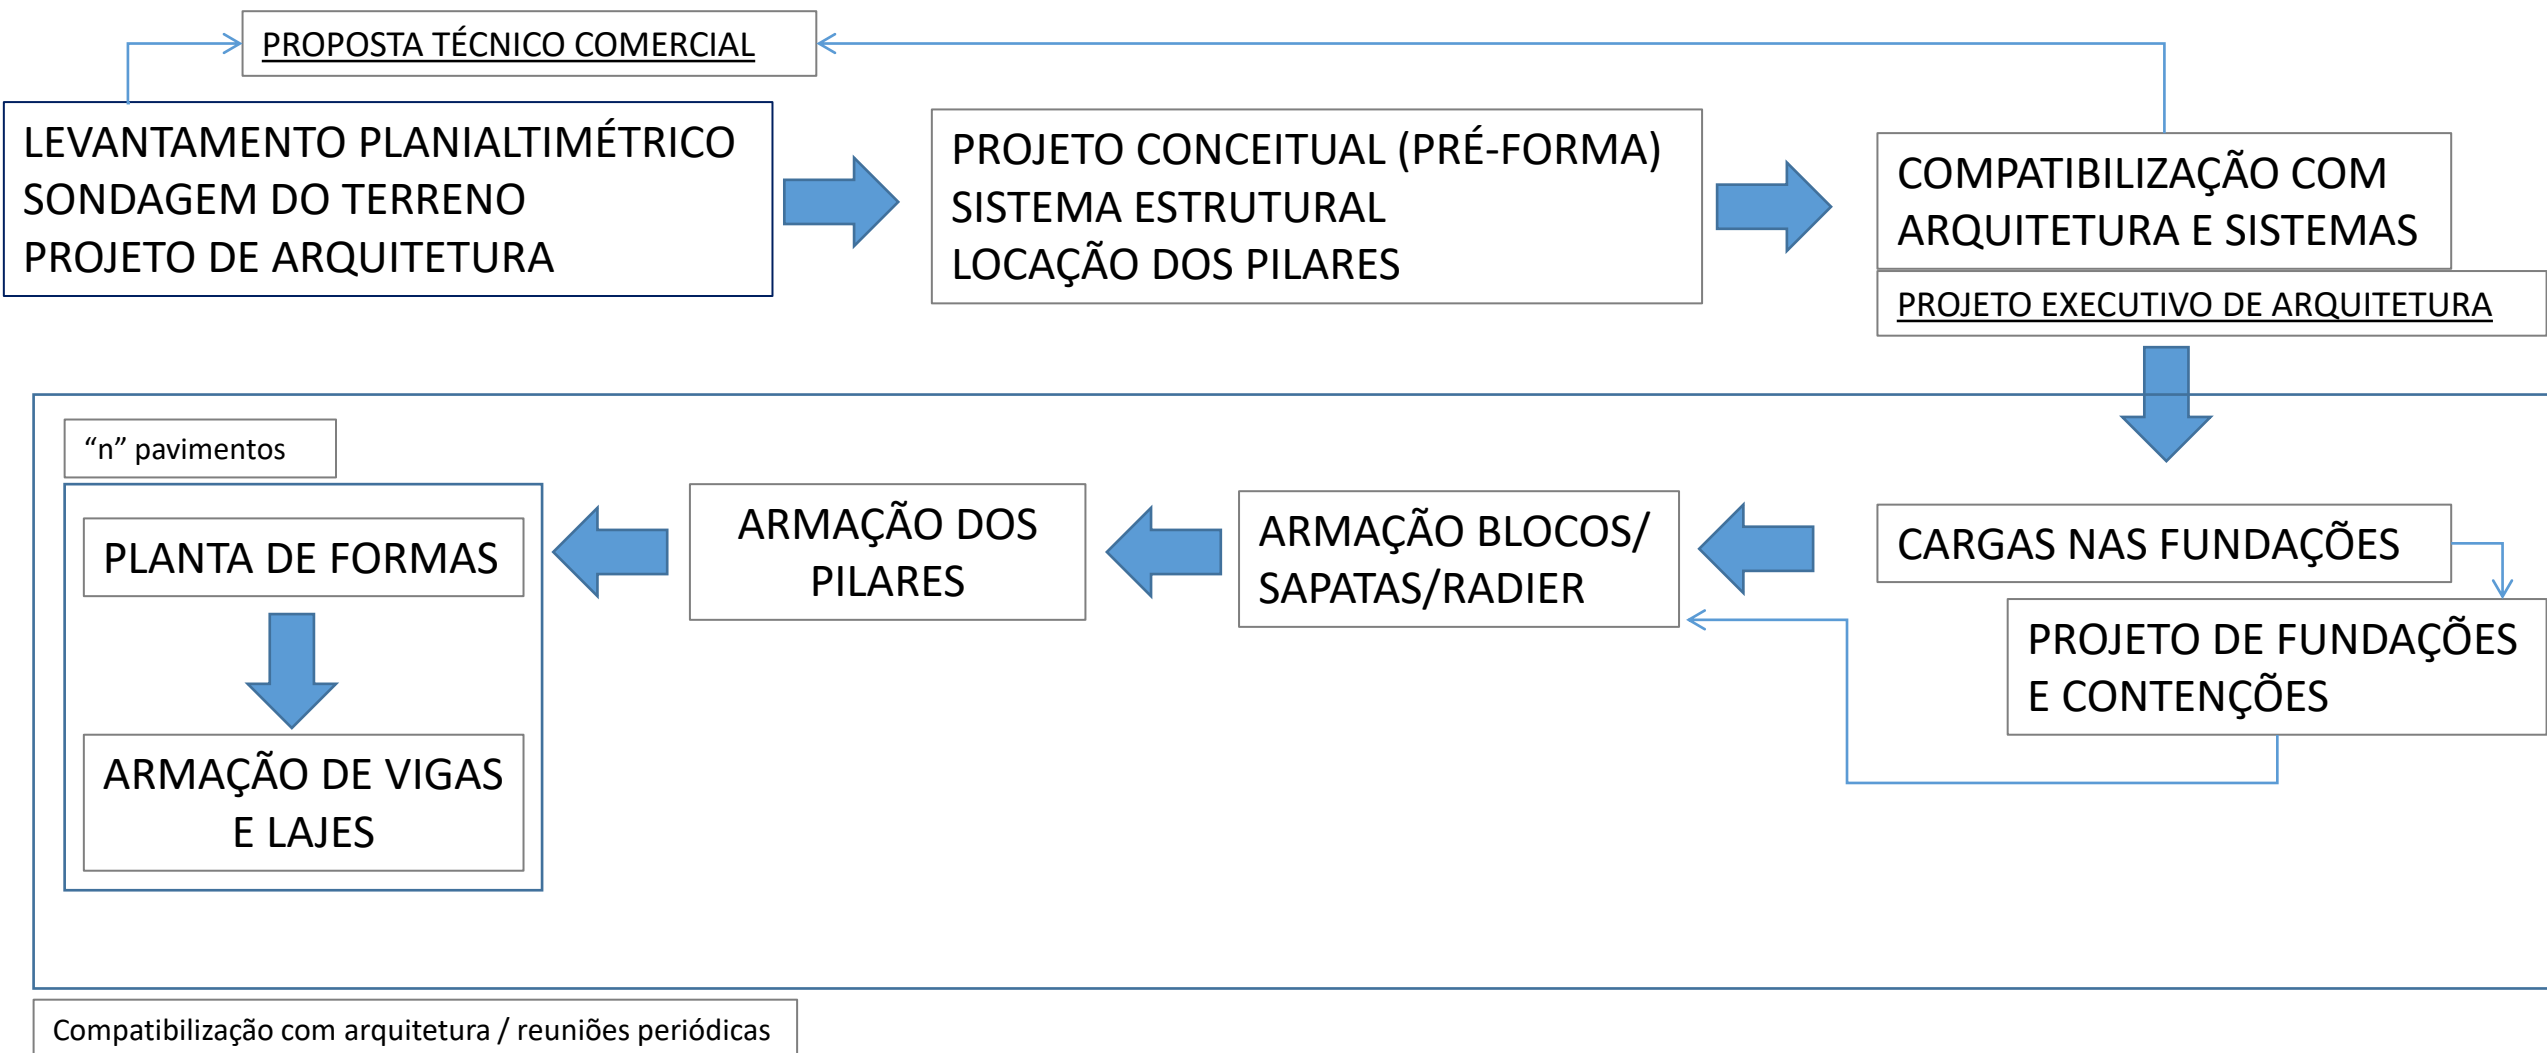 PROPOSTA TÉCNICO COMERCIAL
LEVANTAMENTO PLANIALTIMÉTRICO
SONDAGEM DO TERRENO
PROJETO DE ARQUITETURA
PROJETO CONCEITUAL (PRÉ-FORMA)
SISTEMA ESTRUTURAL
LOCAÇÃO DOS PILARES
COMPATIBILIZAÇÃO COM
ARQUITETURA E SISTEMAS
PROJETO EXECUTIVO DE ARQUITETURA
“n” pavimentos
PLANTA DE FORMAS
ARMAÇÃO DE VIGAS
E LAJES
ARMAÇÃO DOS
PILARES
ARMAÇÃO BLOCOS/
SAPATAS/RADIER
CARGAS NAS FUNDAÇÕES
PROJETO DE FUNDAÇÕES
E CONTENÇÕES
Compatibilização com arquitetura / reuniões periódicas